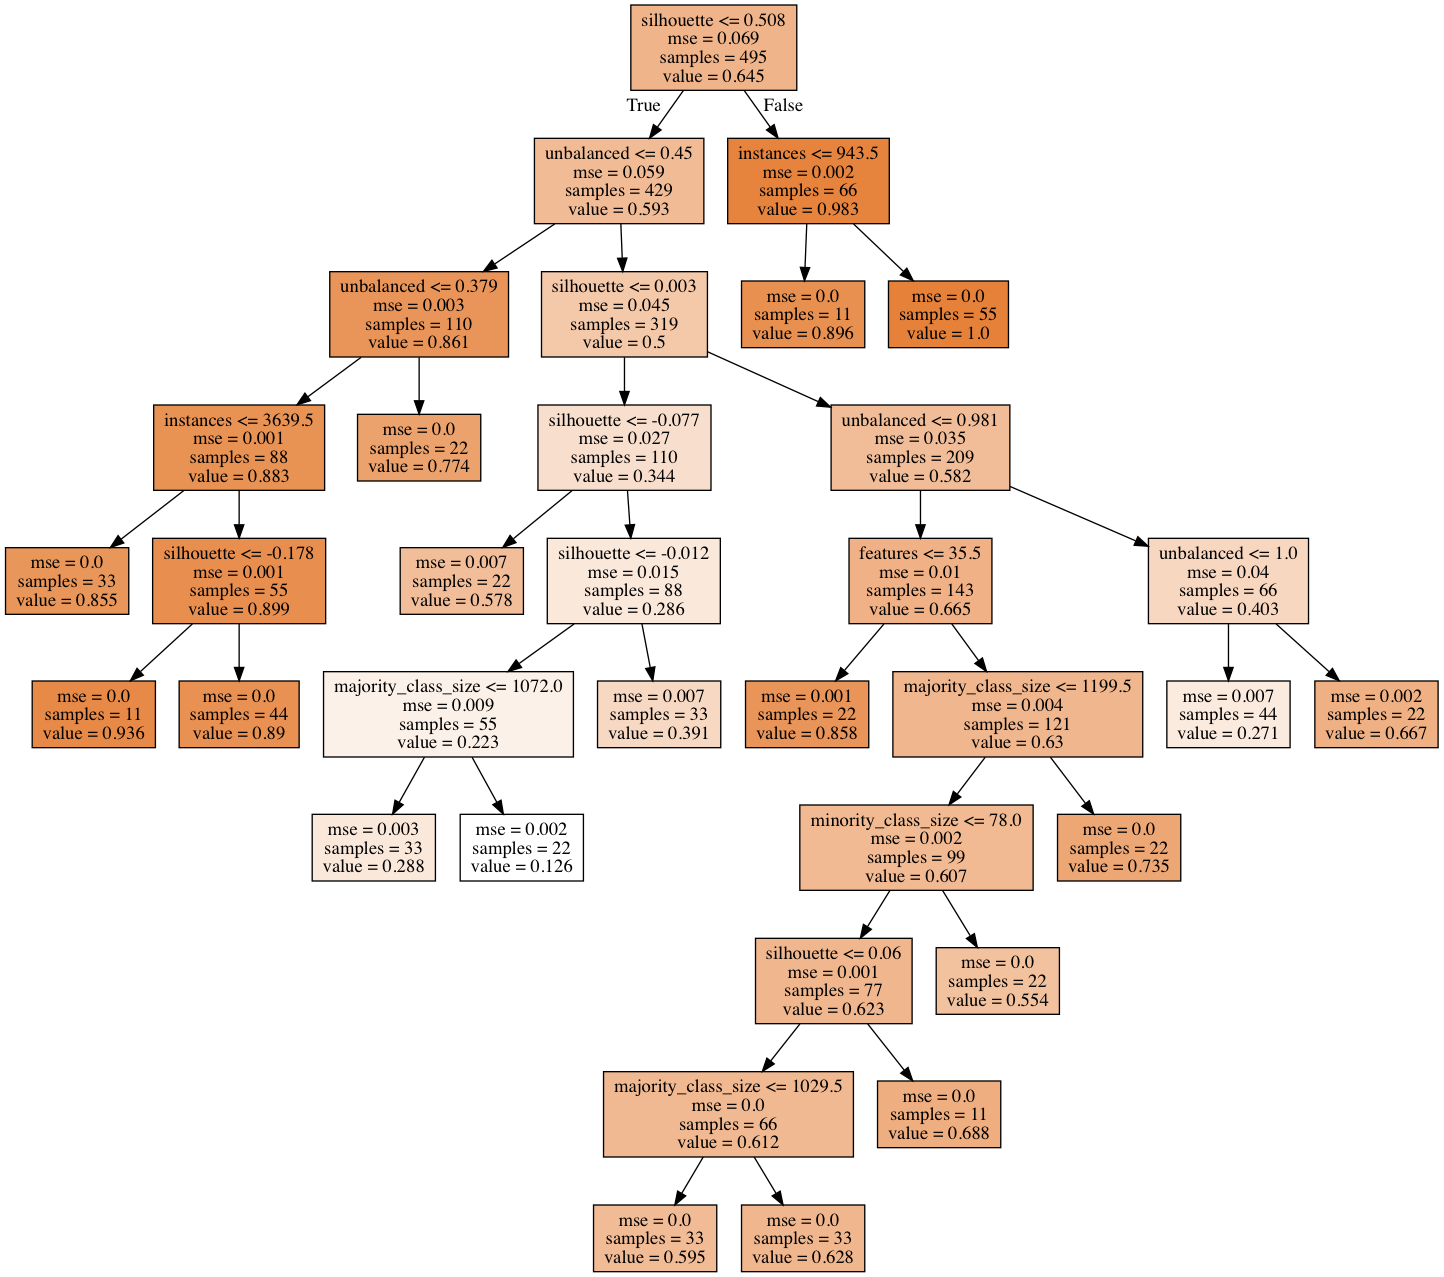 silhouette <= 0.508
mse = 0.069
samples = 495
value = 0.645
True
False
unbalanced <= 0.45
mse = 0.059
samples = 429
value = 0.593
instances <= 943.5
mse = 0.002
samples = 66
value = 0.983
unbalanced <= 0.379
mse = 0.003
samples = 110
value = 0.861
silhouette <= 0.003
mse = 0.045
samples = 319
value = 0.5
mse = 0.0
samples = 11
value = 0.896
mse = 0.0
samples = 55
value = 1.0
instances <= 3639.5
mse = 0.001
samples = 88
value = 0.883
mse = 0.0
samples = 22
value = 0.774
silhouette <= -0.077
mse = 0.027
samples = 110
value = 0.344
unbalanced <= 0.981
mse = 0.035
samples = 209
value = 0.582
mse = 0.0
samples = 33
value = 0.855
silhouette <= -0.178
mse = 0.001
samples = 55
value = 0.899
mse = 0.007
samples = 22
value = 0.578
silhouette <= -0.012
mse = 0.015
samples = 88
value = 0.286
features <= 35.5
mse = 0.01
samples = 143
value = 0.665
unbalanced <= 1.0
mse = 0.04
samples = 66
value = 0.403
mse = 0.0
samples = 11
value = 0.936
mse = 0.0
samples = 44
value = 0.89
majority_class_size <= 1072.0
mse = 0.009
samples = 55
value = 0.223
mse = 0.007
samples = 33
value = 0.391
mse = 0.001
samples = 22
value = 0.858
majority_class_size <= 1199.5
mse = 0.004
samples = 121
value = 0.63
mse = 0.007
samples = 44
value = 0.271
mse = 0.002
samples = 22
value = 0.667
mse = 0.003
samples = 33
value = 0.288
mse = 0.002
samples = 22
value = 0.126
minority_class_size <= 78.0
mse = 0.002
samples = 99
value = 0.607
mse = 0.0
samples = 22
value = 0.735
silhouette <= 0.06
mse = 0.001
samples = 77
value = 0.623
mse = 0.0
samples = 22
value = 0.554
majority_class_size <= 1029.5
mse = 0.0
samples = 66
value = 0.612
mse = 0.0
samples = 11
value = 0.688
mse = 0.0
samples = 33
value = 0.595
mse = 0.0
samples = 33
value = 0.628